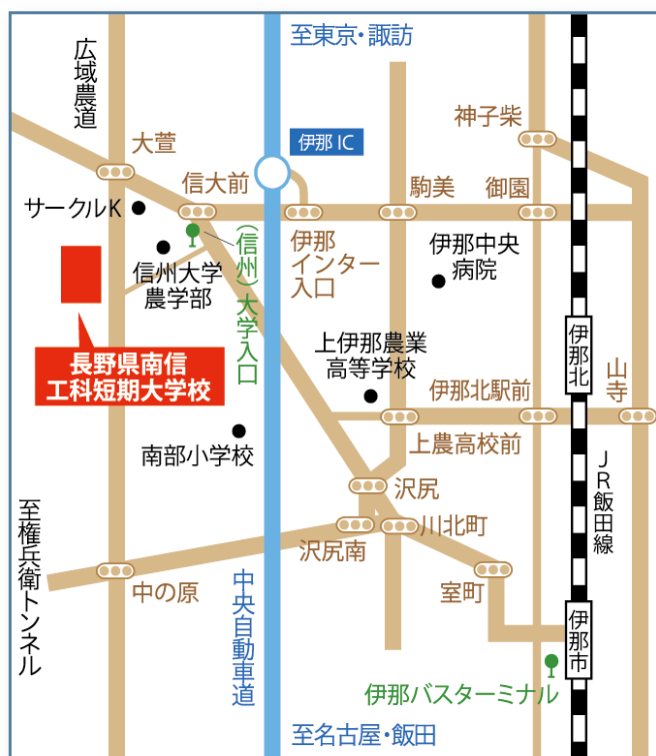 至東京・諏訪
広域農道
大萱
伊那 IC
神子柴
信大前
駒美
御園
サークルK
伊那
インター
入口
(信州)大学入口
伊那中央
病院
信州大学
農学部
長野県南信
工科短期大学校
上伊那農業
高等学校
伊那北
伊那北駅前
山寺
上農高校前
南部小学校
JR飯田線
沢尻
至権兵衛トンネル
沢尻南
川北町
中の原
中央自動車道
室町
伊那市
伊那バスターミナル
至名古屋・飯田